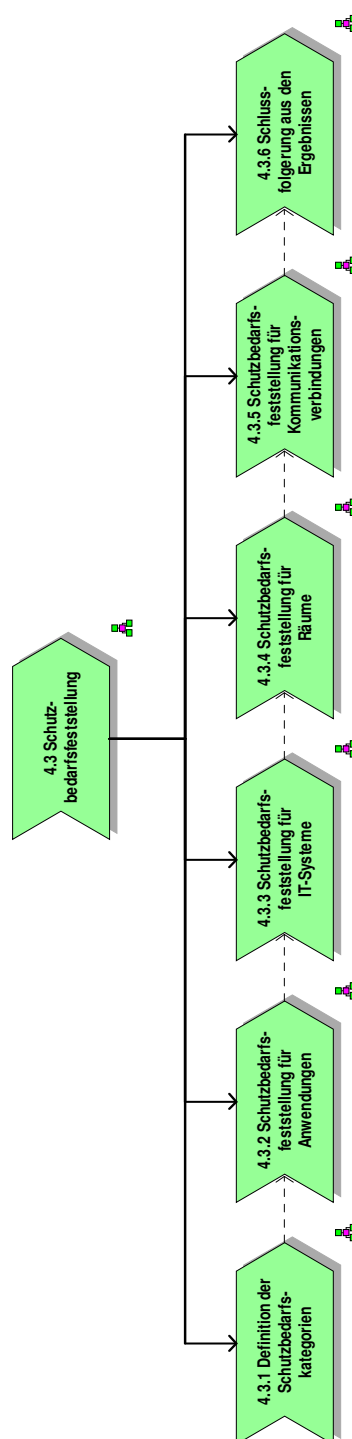 4.3 Schutz-
bedarfsfeststellung
4.3.1 Definition der
Schutzbedarfs-
kategorien
4.3.2 Schutzbedarfs-
feststellung für
Anwendungen
4.3.3 Schutzbedarfs-
feststellung für
IT-Systeme
4.3.4 Schutzbedarfs-
feststellung für
Räume
4.3.5 Schutzbedarfs-
feststellung für
Kommunikations-
verbindungen
4.3.6 Schluss-
folgerung aus den
Ergebnissen